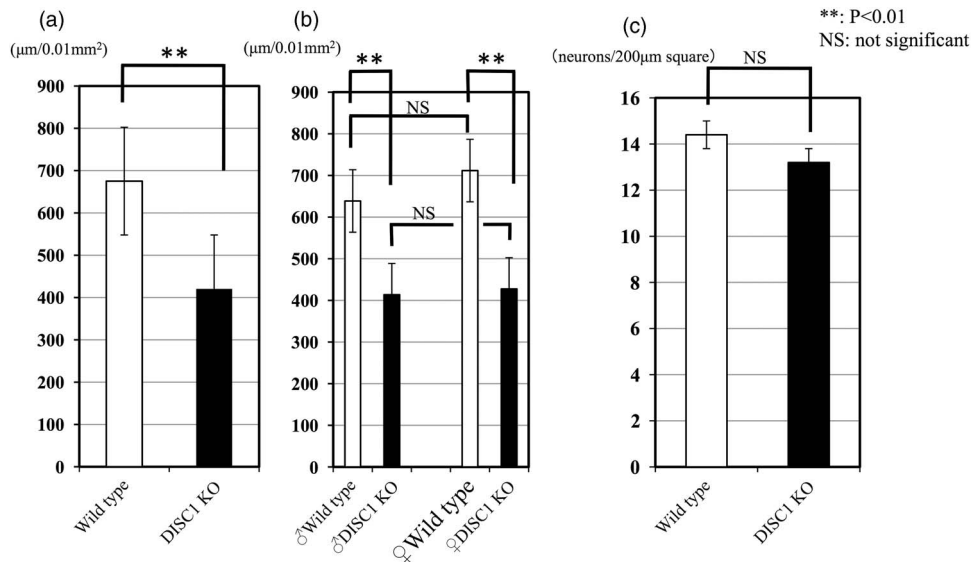 (a)
(μm/0.01mm²)
**
900
800
700
600
500
400
300
200
100
0
Wild type
DISC1 KO
(b)
(μm/0.01mm²)
**
**
NS
NS
900
800
700
600
500
400
300
200
100
0
♂Wild type
♂DISC1 KO
♀Wild type
♀DISC1 KO
(c)
(neurons/200μm square)
NS
16
14
12
10
8
6
4
2
0
Wild type
DISC1 KO
**: P<0.01
NS: not significant